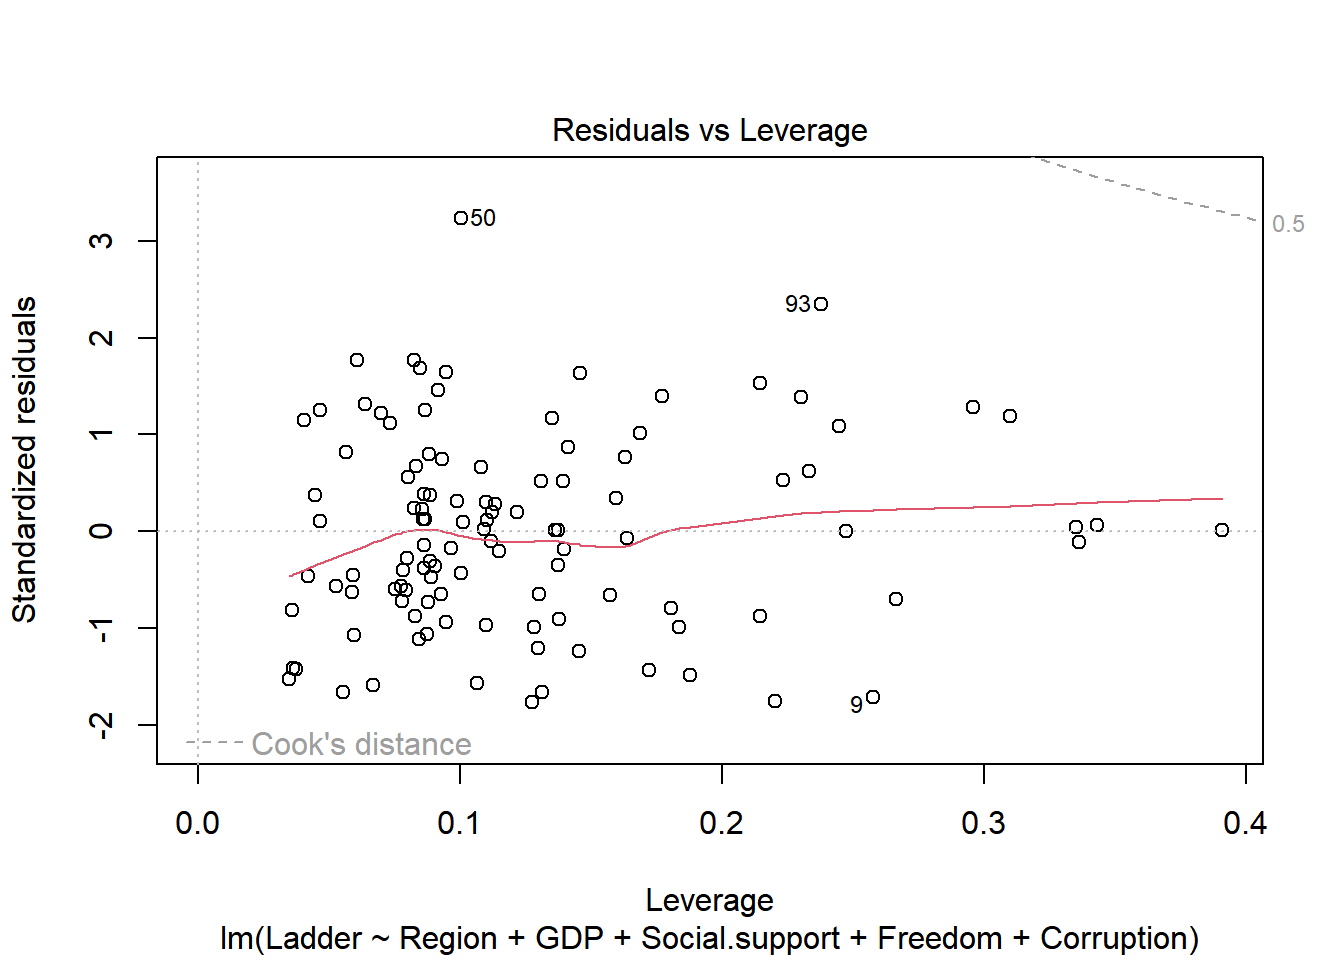 Residuals vs Leverage
Standardized residuals
3
2
1
0
-1
-2
50
93
9
0.5
Cook's distance
0.0 0.1 0.2 0.3 0.4
Leverage
lm(Ladder ~ Region + GDP + Social.support + Freedom + Corruption)